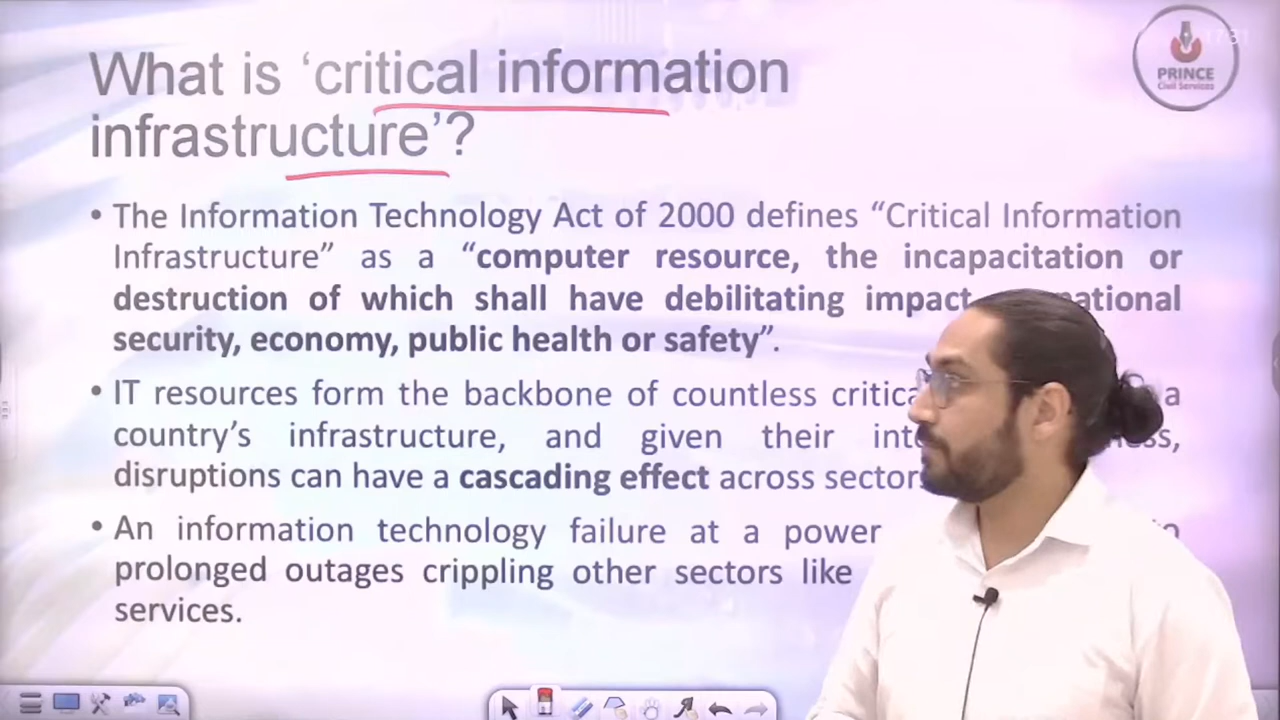 What is ‘critical information
infrastructure’?
• The Information Technology Act of 2000 defines “Critical Information
Infrastructure” as a “computer resource, the incapacitation or
destruction of which shall have debilitating impact national
security, economy, public health or safety”.
• IT resources form the backbone of countless a
country’s infrastructure, and given their
disruptions can have a cascading effect across
• An information technology failure at a power
prolonged outages crippling other sectors like
services.
PRINCE
Civil Services